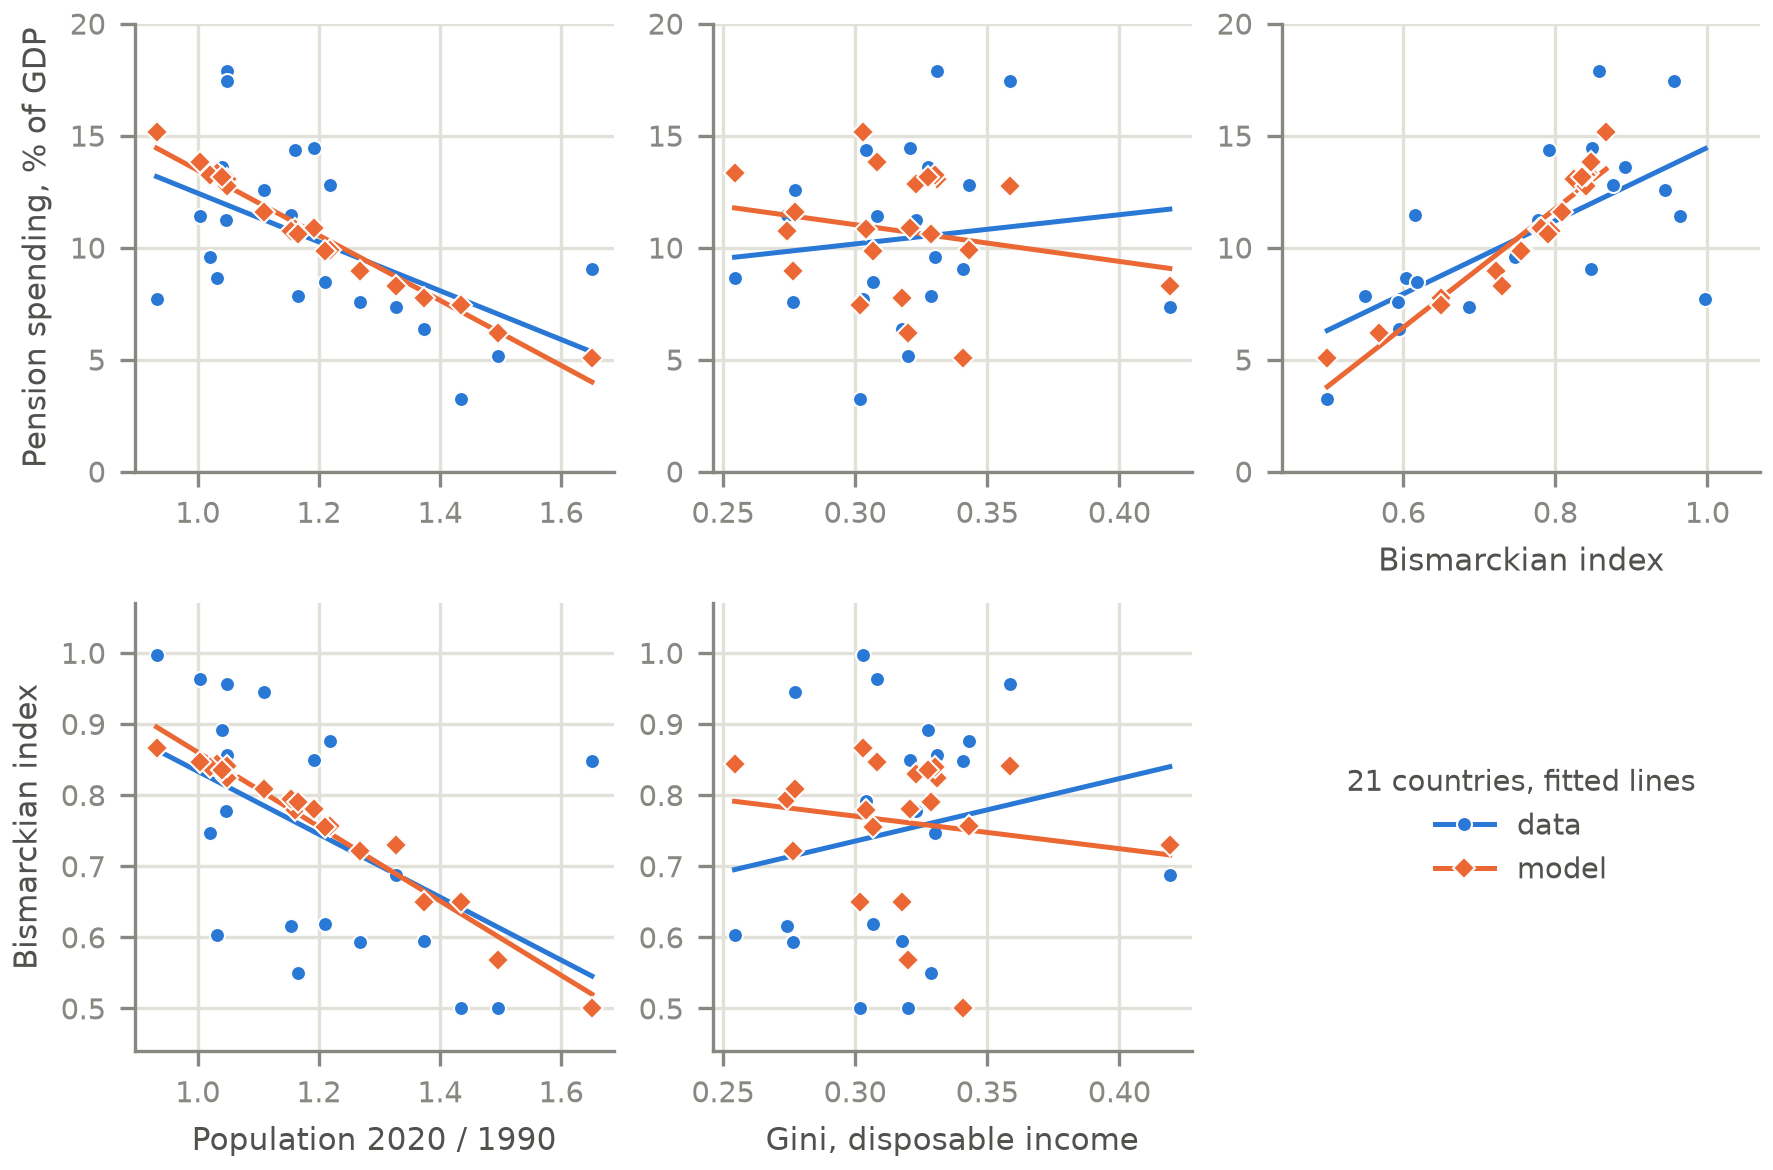 Pension spending, % of GDP
20
15
10
5
0
1.0 1.2 1.4 1.6
20
15
10
5
0
0.25 0.30 0.35 0.40
20
15
10
5
0
0.6 0.8 1.0
Bismarckian index
Bismarckian index
1.0
0.9
0.8
0.7
0.6
0.5
1.0 1.2 1.4 1.6
Population 2020 / 1990
1.0
0.9
0.8
0.7
0.6
0.5
0.25 0.30 0.35 0.40
Gini, disposable income
21 countries, fitted lines
data
model